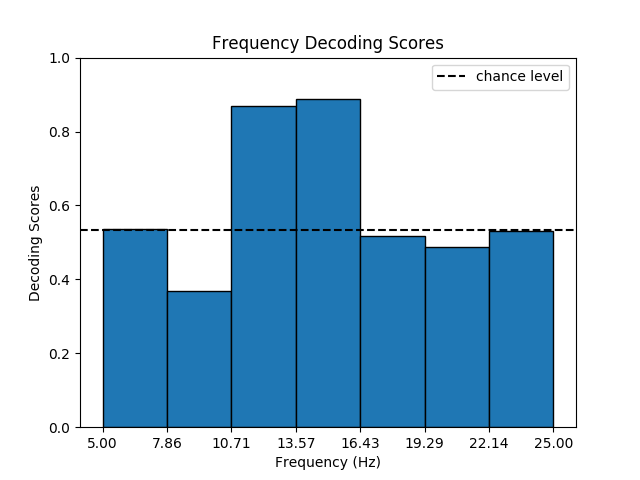 Frequency Decoding Scores
chance level
1.0
0.8
0.6
0.4
0.2
0.0
Decoding Scores
5.00 7.86 10.71 13.57 16.43 19.29 22.14 25.00
Frequency (Hz)